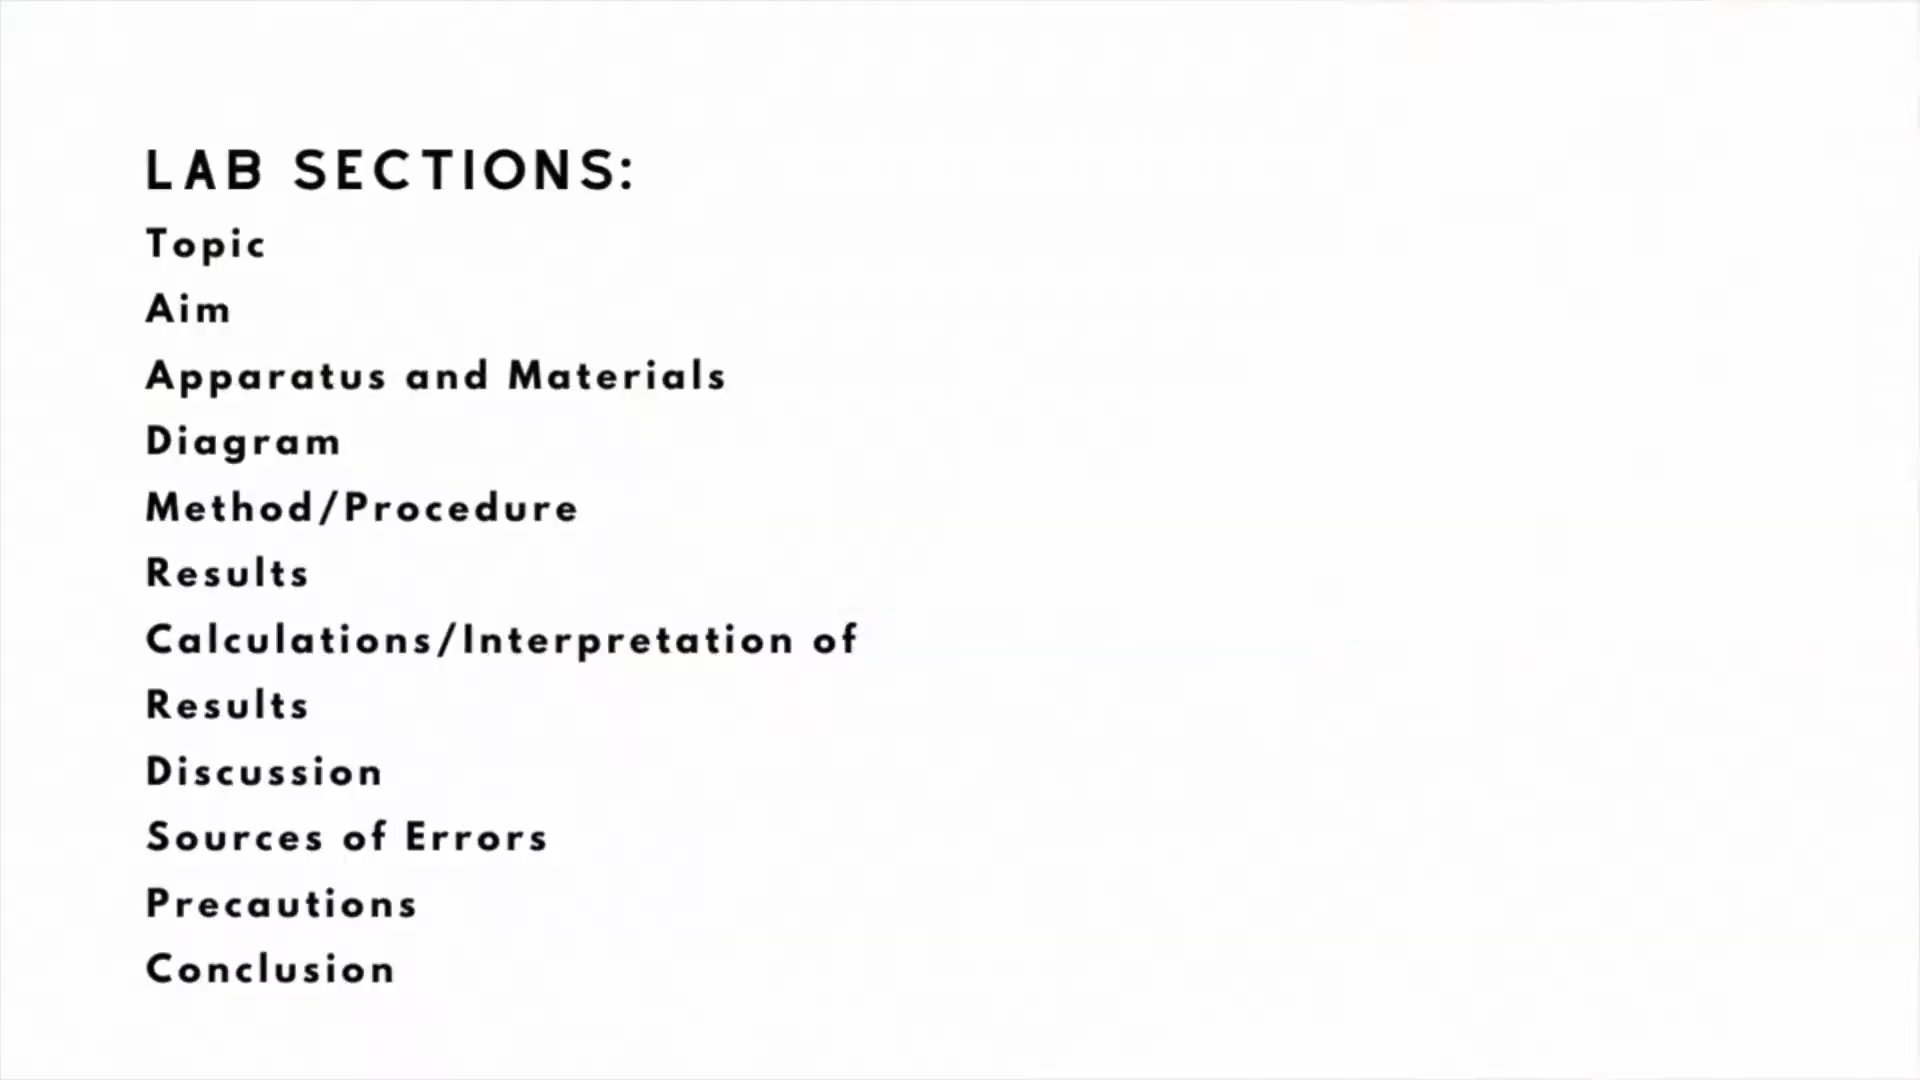 LAB SECTIONS:
Topic
Aim
Apparatus and Materials
Diagram
Method/Procedure
Results
Calculations/Interpretation of
Results
Discussion
Sources of Errors
Precautions
Conclusion